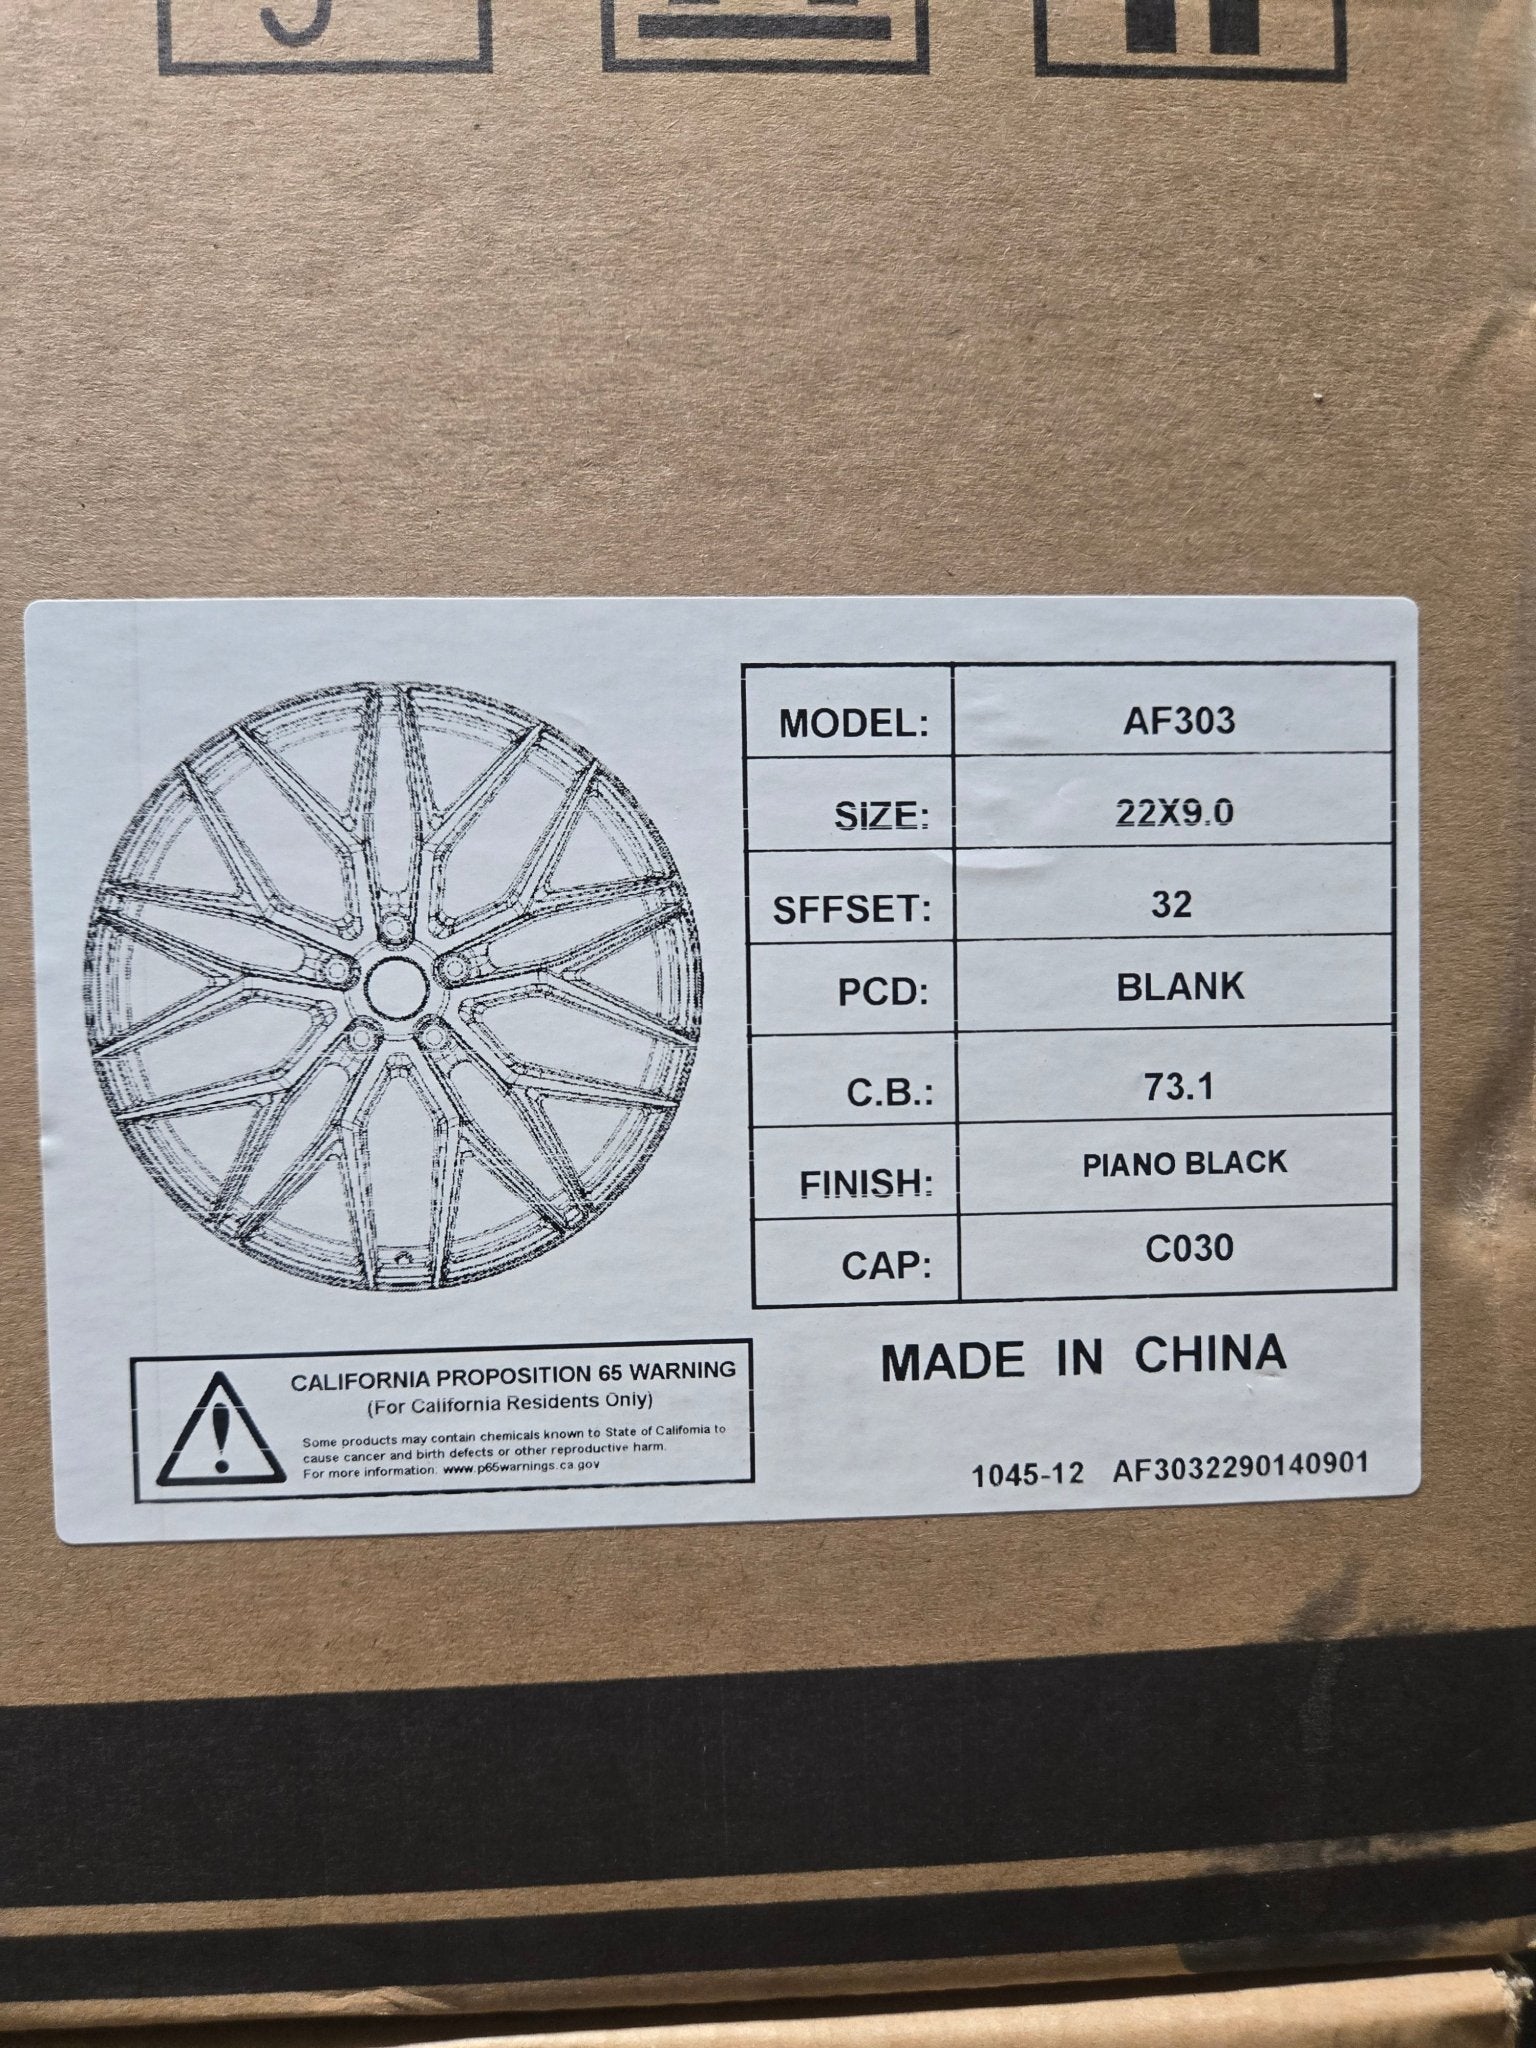 MODEL: AF303
SIZE: 22X9.0
SFFSET: 32
PCD: BLANK
C.B.: 73.1
FINISH: PIANO BLACK
CAP: C030
CALIFORNIA PROPOSITION 65 WARNING
(For California Residents Only)
Some products may contain chemicals known to State of California to
cause cancer and birth defects or other reproductive harm.
For more information: www.p65warnings.ca.gov
MADE IN CHINA
1045-12 AF3032290140901